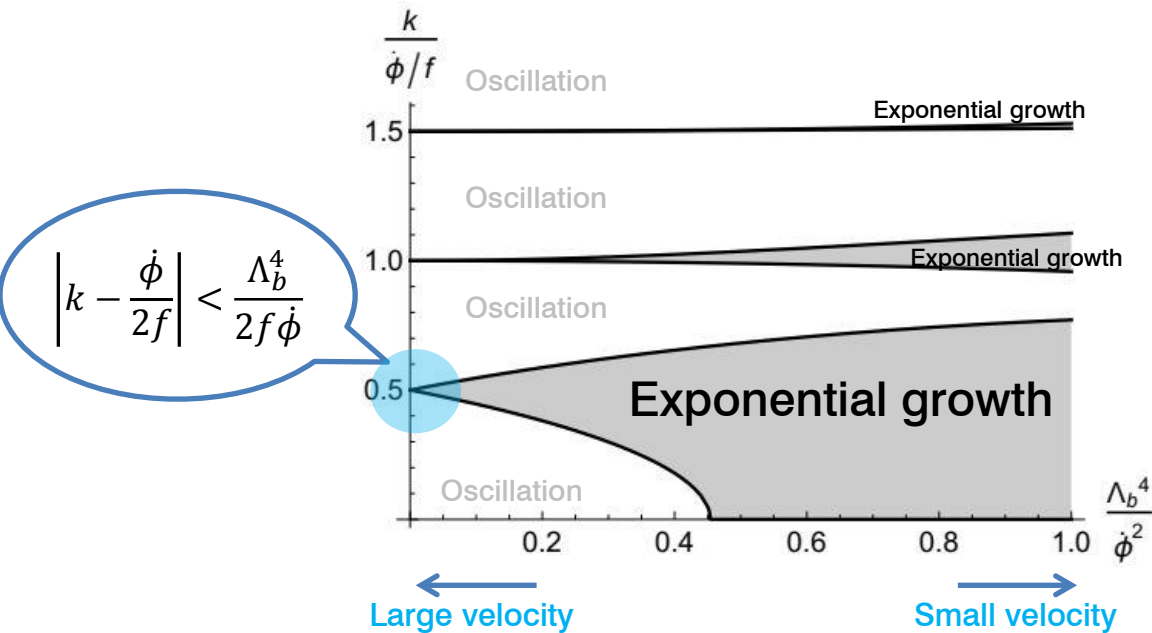 k
ϕ̇/f
Oscillation
Exponential growth
1.5
Oscillation
|k − ϕ̇/2f| < Λ_b^4/2fϕ̇
1.0
Exponential growth
Oscillation
0.5
Exponential growth
Oscillation
Λ_b^4
ϕ̇^2
0.2 0.4 0.6 0.8 1.0
Large velocity
Small velocity